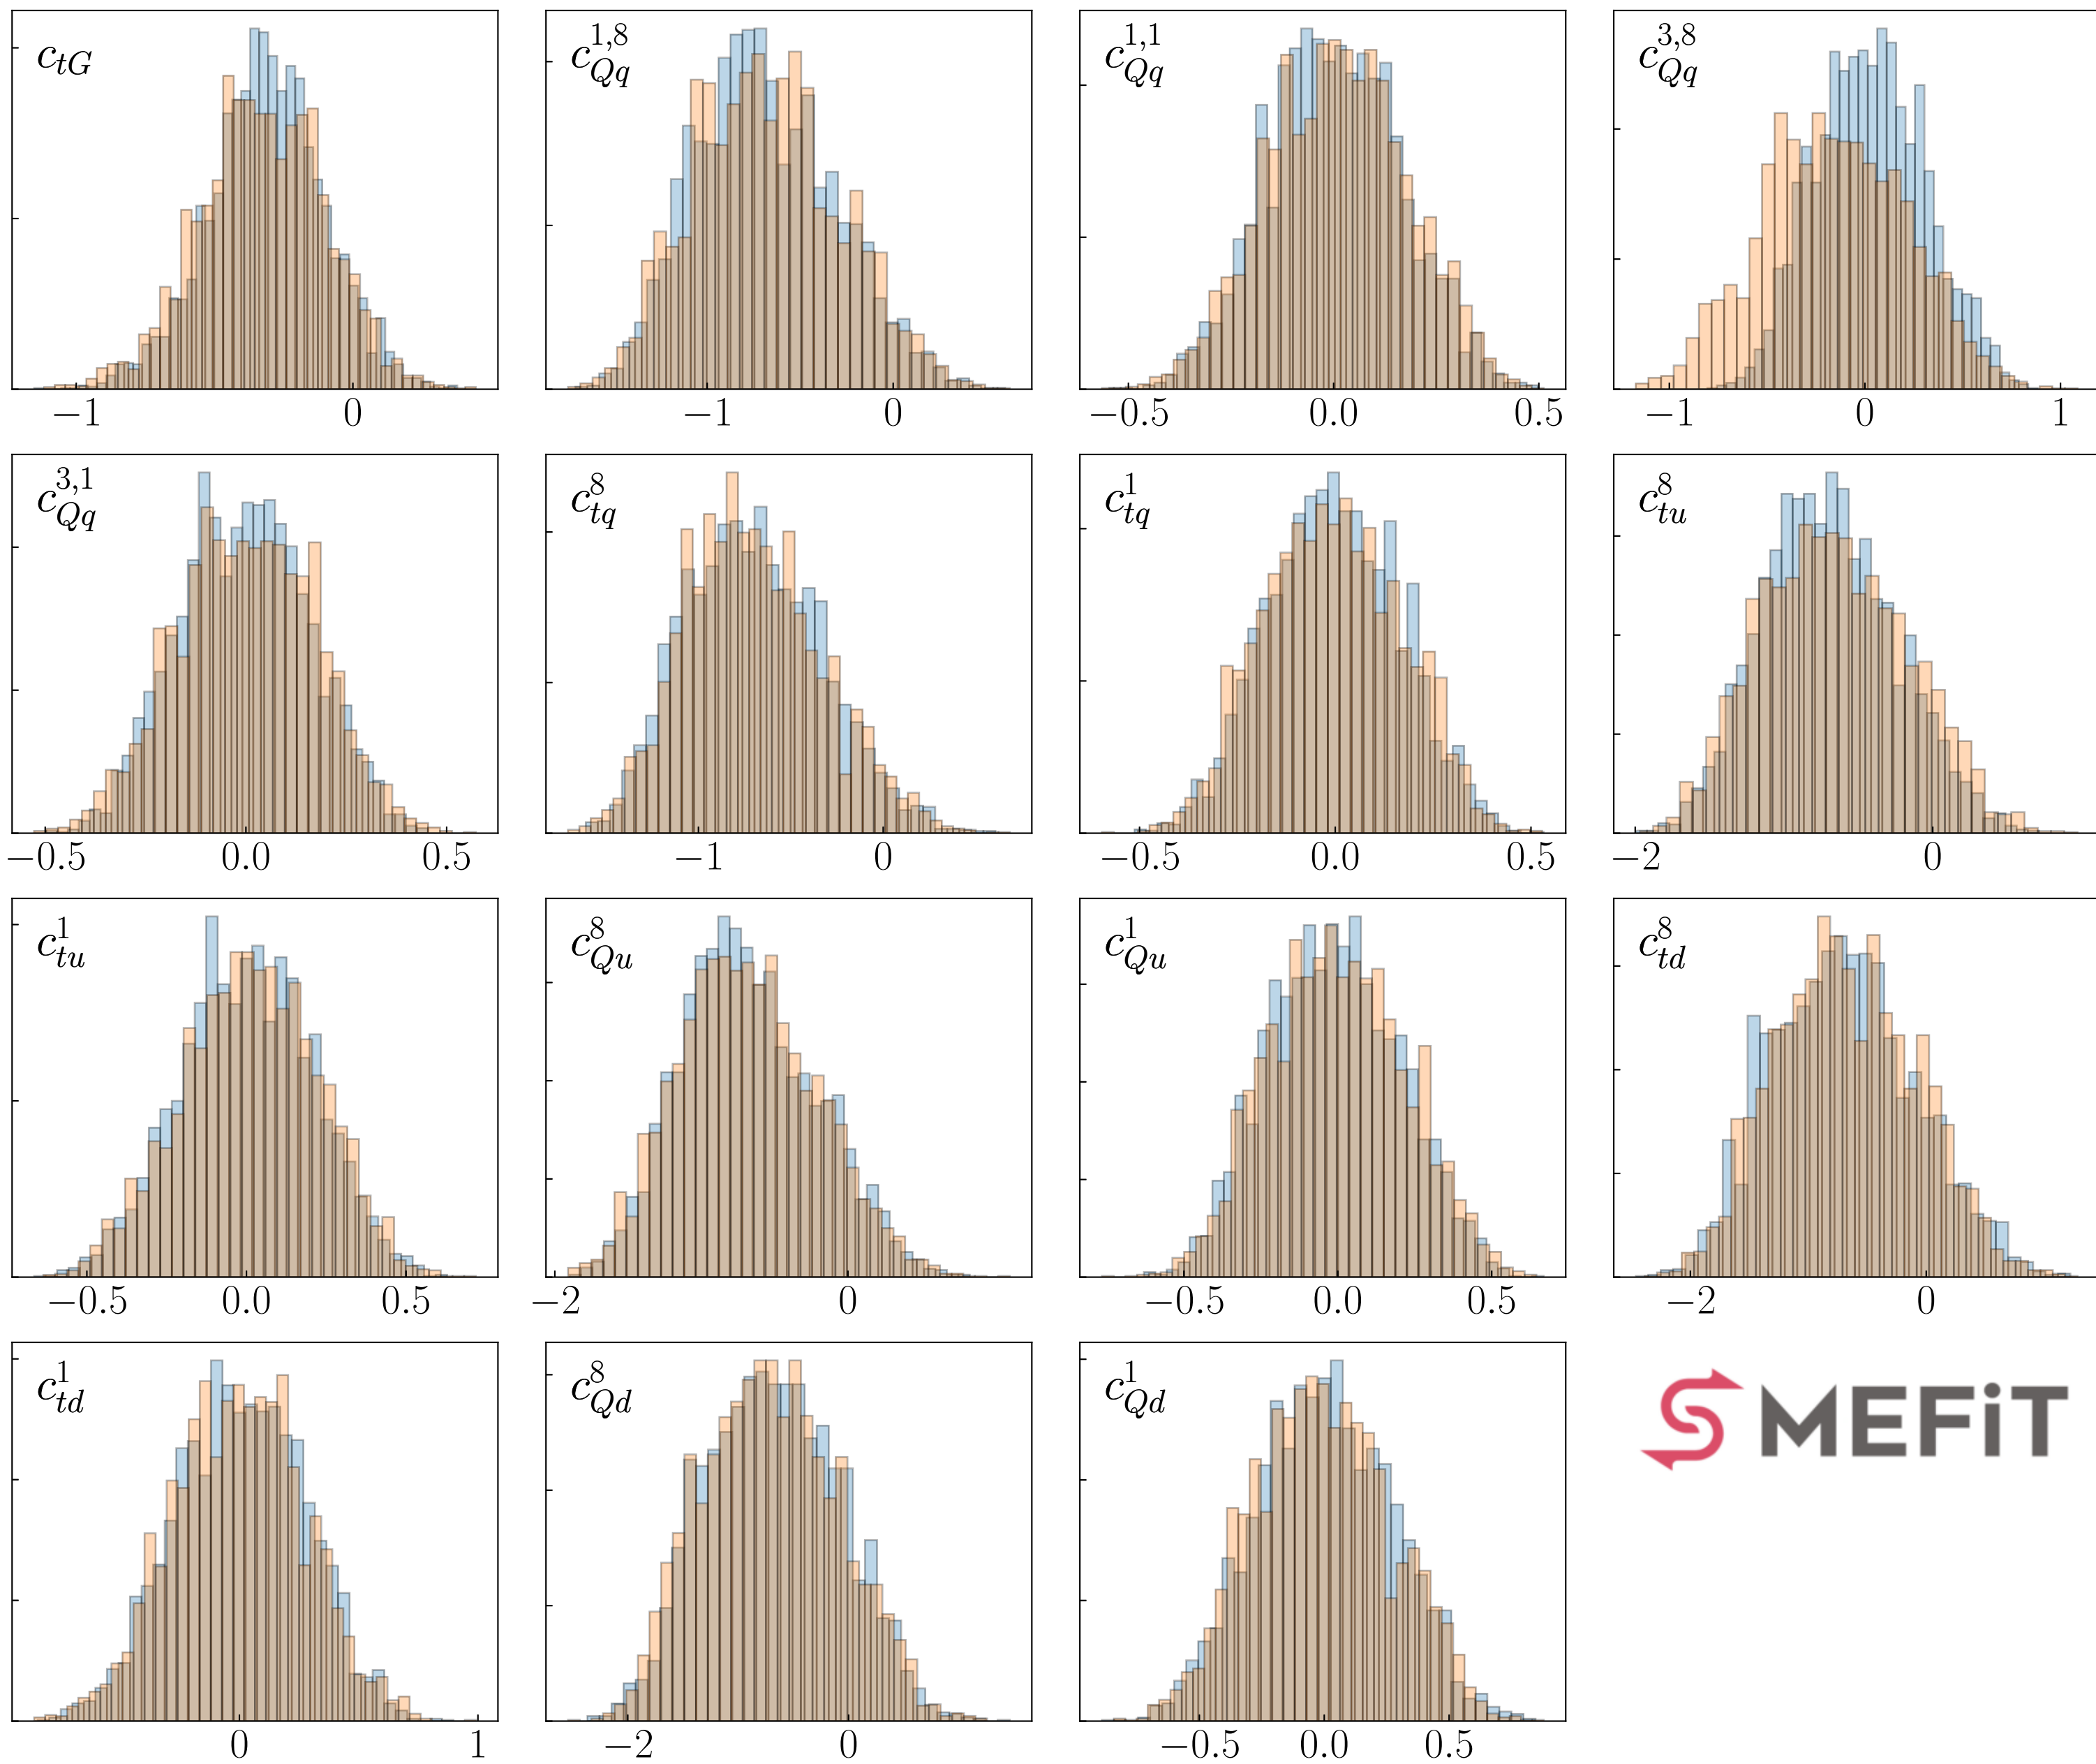 c_{tG}
c_{Qq}^{1,8}
c_{Qq}^{1,1}
c_{Qq}^{3,8}
−1 0
−1 0
−0.5 0.0 0.5
−1 0 1
c_{Qq}^{3,1}
c_{tq}^{8}
c_{tq}^{1}
c_{tu}^{8}
−0.5 0.0 0.5
−1 0
−0.5 0.0 0.5
−2 0
c_{tu}^{1}
c_{Qu}^{8}
c_{Qu}^{1}
c_{td}^{8}
−0.5 0.0 0.5
−2 0
−0.5 0.0 0.5
−2 0
c_{td}^{1}
c_{Qd}^{8}
c_{Qd}^{1}
SMEFiT
0 1
−2 0
−0.5 0.0 0.5